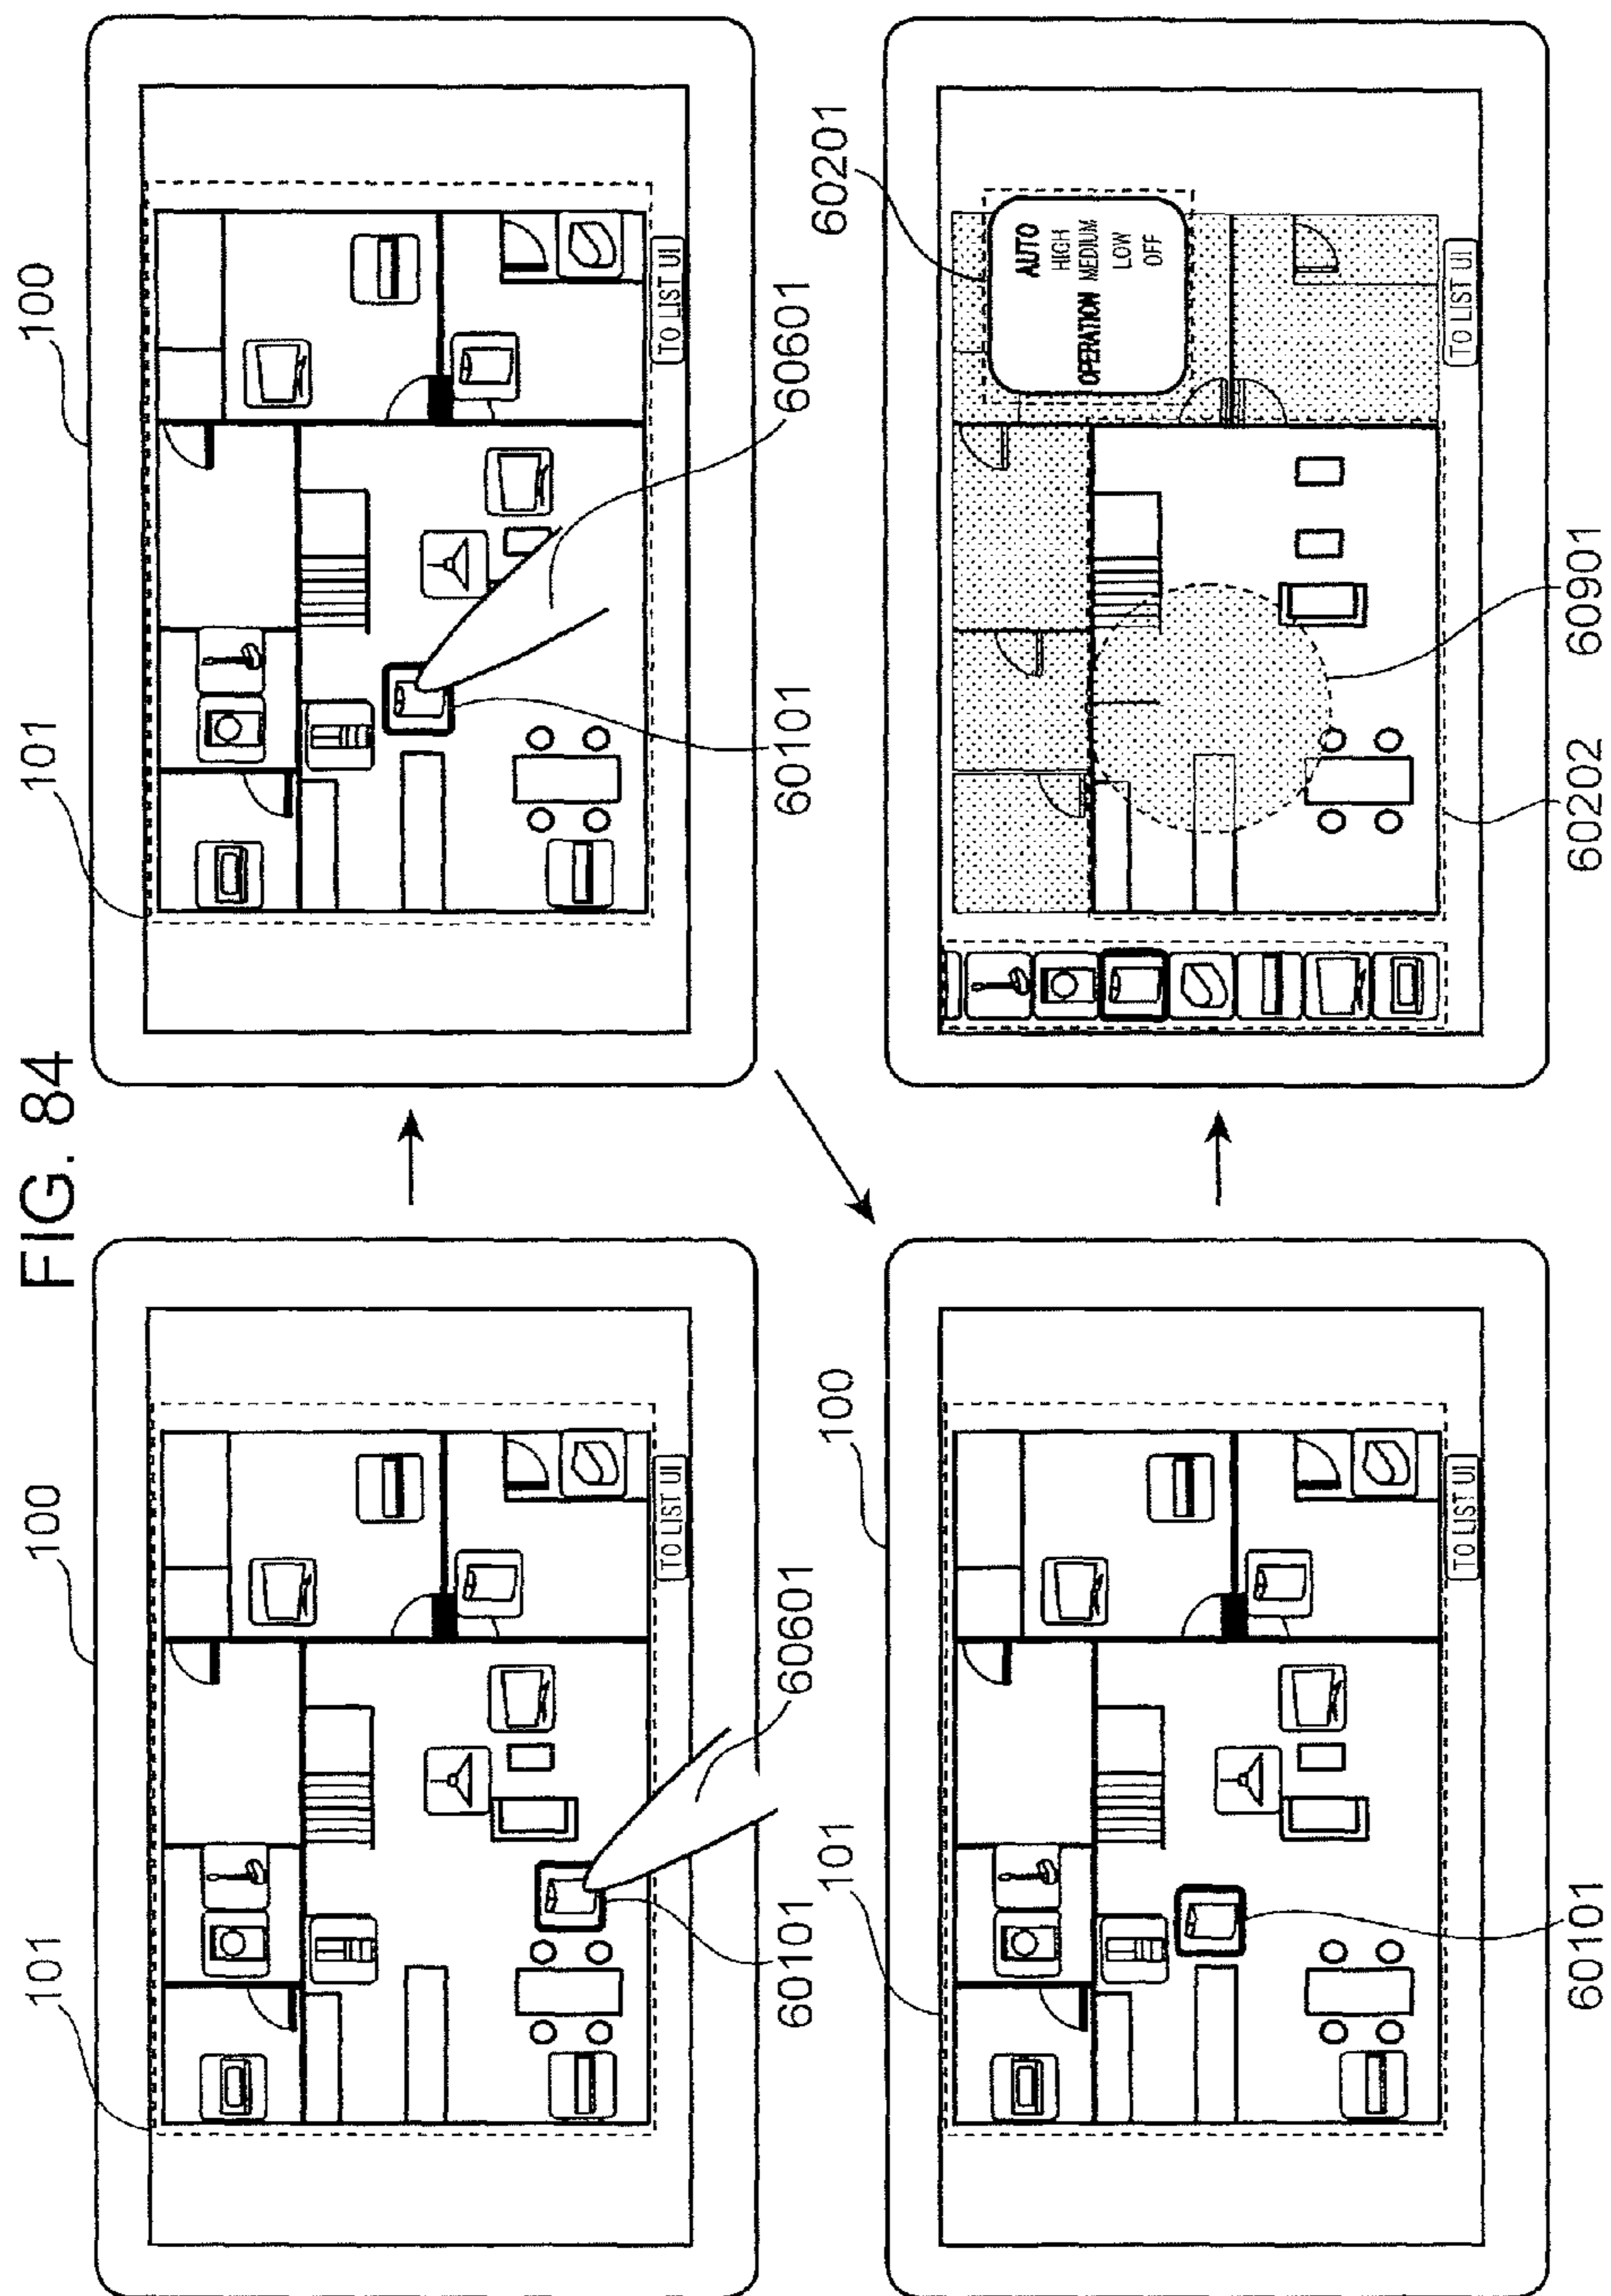 FIG. 84
101
100
TO LIST UI
60101
60601
101
100
TO LIST UI
60101
60601
101
100
TO LIST UI
60101
60201
AUTO
HIGH
OPERATION MEDIUM
LOW
OFF
TO LIST UI
60202
60901